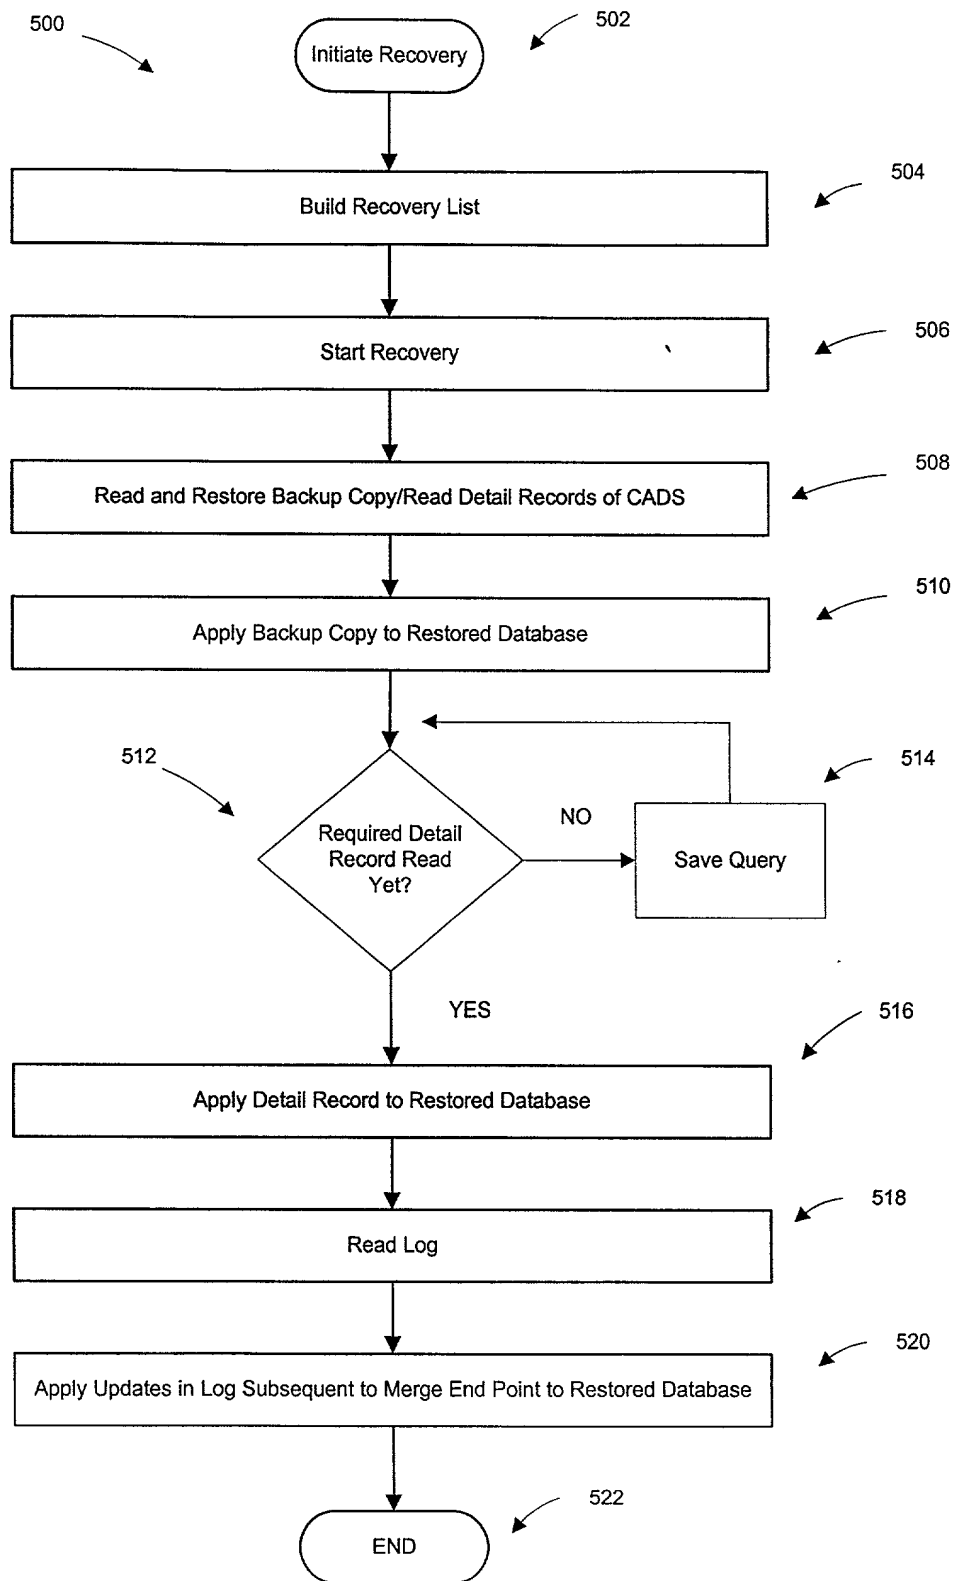 500
502
Initiate Recovery
504
Build Recovery List
506
Start Recovery
508
Read and Restore Backup Copy/Read Detail Records of CADS
510
Apply Backup Copy to Restored Database
512
514
Required Detail
Record Read
Yet?
NO
Save Query
YES
516
Apply Detail Record to Restored Database
518
Read Log
520
Apply Updates in Log Subsequent to Merge End Point to Restored Database
522
END